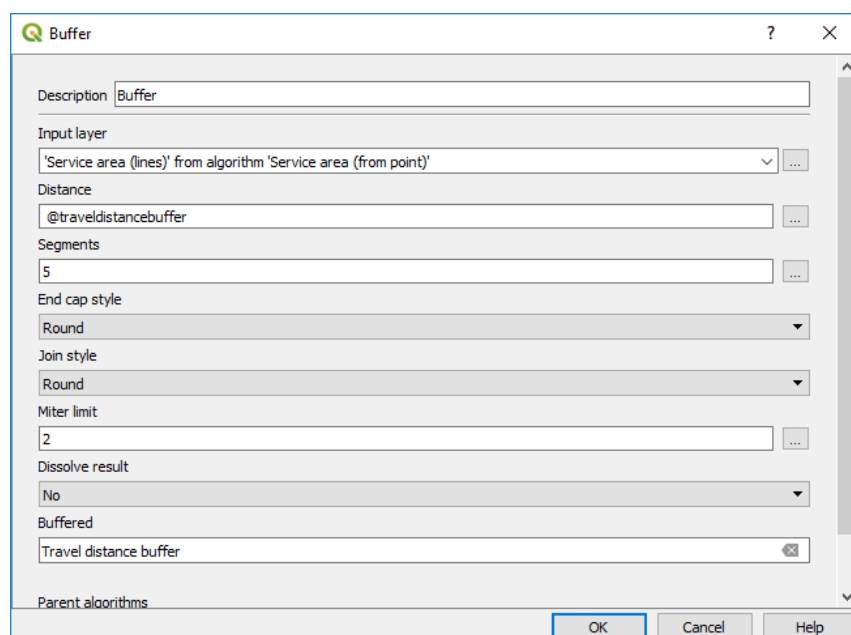 Buffer
?
Description Buffer
Input layer
'Service area (lines)' from algorithm 'Service area (from point)'
...
Distance
@traveldistancebuffer
...
Segments
5
...
End cap style
Round
Join style
Round
Miter limit
2
...
Dissolve result
No
Buffered
Travel distance buffer
Parent algorithms
OK Cancel Help